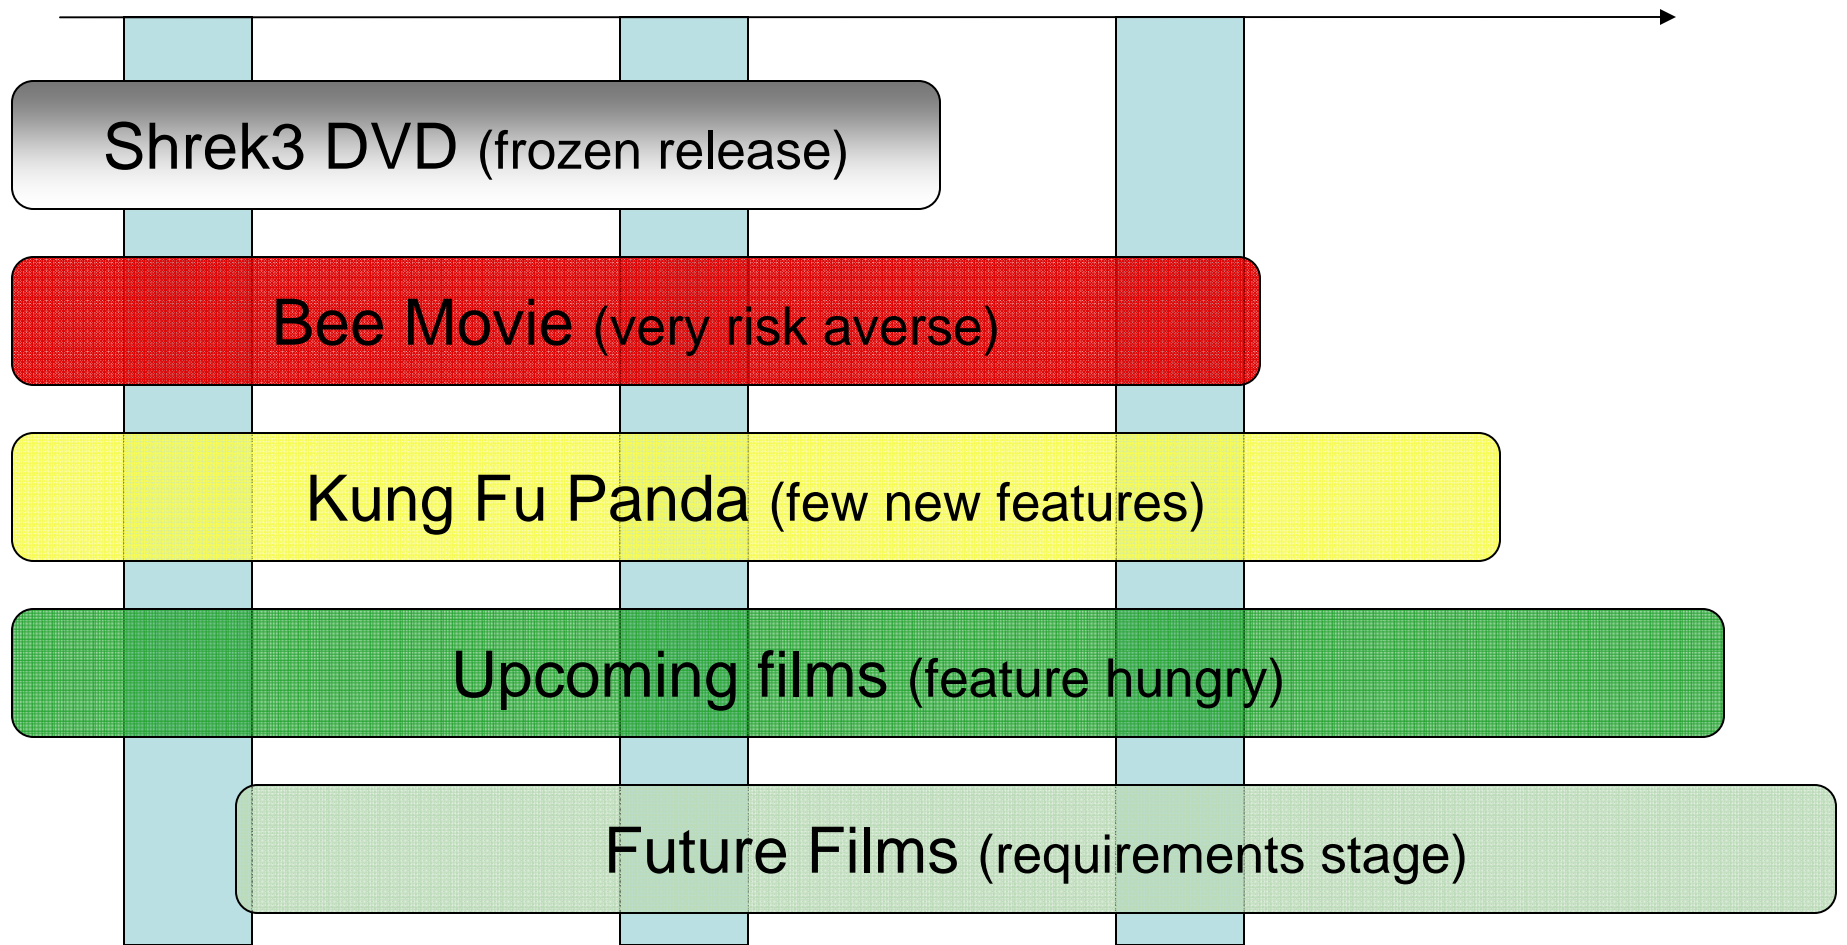 Shrek3 DVD (frozen release)
Bee Movie (very risk averse)
Kung Fu Panda (few new features)
Upcoming films (feature hungry)
Future Films (requirements stage)